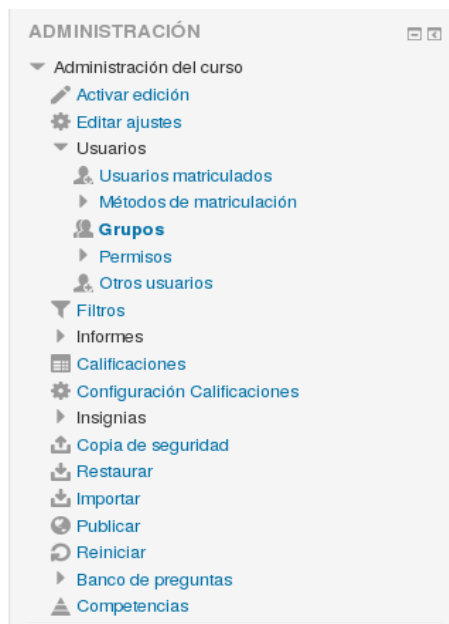 ADMINISTRACIÓN
Administración del curso
Activar edición
Editar ajustes
Usuarios
Usuarios matriculados
Métodos de matriculación
Grupos
Permisos
Otros usuarios
Filtros
Informes
Calificaciones
Configuración Calificaciones
Insignias
Copia de seguridad
Restaurar
Importar
Publicar
Reiniciar
Banco de preguntas
Competencias